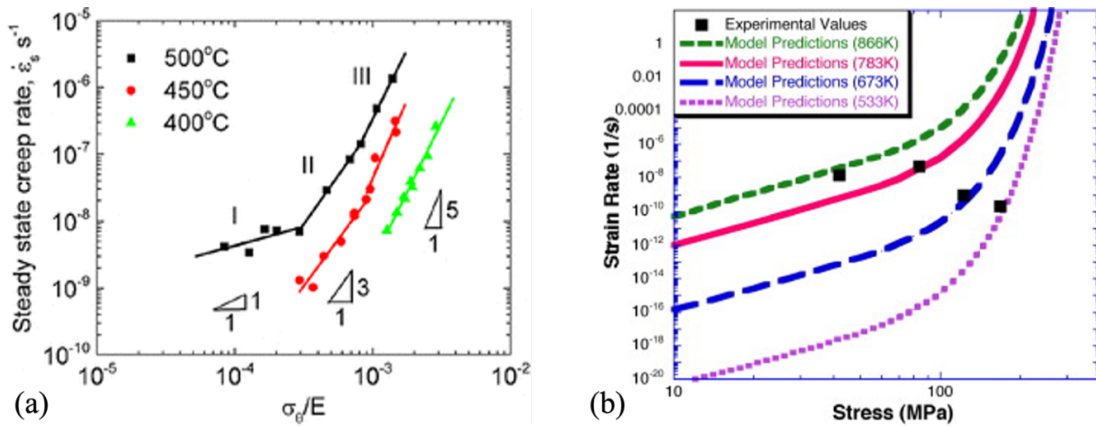 10⁻⁵
10⁻⁶
10⁻⁷
10⁻⁸
10⁻⁹
10⁻¹⁰
Steady state creep rate, ε̇ₛ s⁻¹
500°C
450°C
400°C
I
II
III
1
1
3
1
5
1
10⁻⁵
10⁻⁴
10⁻³
10⁻²
σθ/E
(a)
Experimental Values
Model Predictions (866K)
Model Predictions (783K)
Model Predictions (673K)
Model Predictions (533K)
Strain Rate (1/s)
1
0.01
0.0001
10⁻⁶
10⁻⁸
10⁻¹⁰
10⁻¹²
10⁻¹⁴
10⁻¹⁶
10⁻¹⁸
10⁻²⁰
10
100
Stress (MPa)
(b)